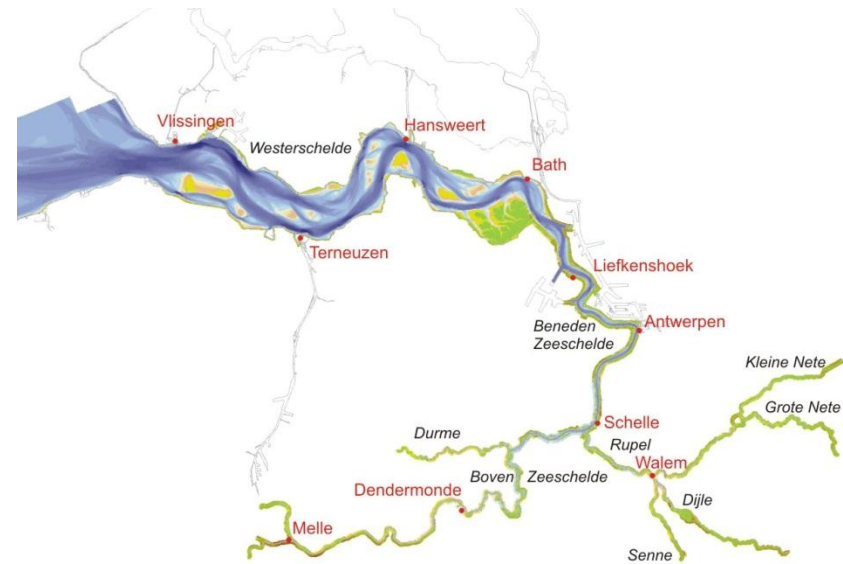 Vlissingen
Hansweert
Westerschelde
Bath
Terneuzen
Liefkenshoek
Beneden
Zeeschelde
Antwerpen
Kleine Nete
Grote Nete
Schelle
Durme
Rupel
Walem
Boven Zeeschelde
Dendermonde
Dijle
Melle
Senne